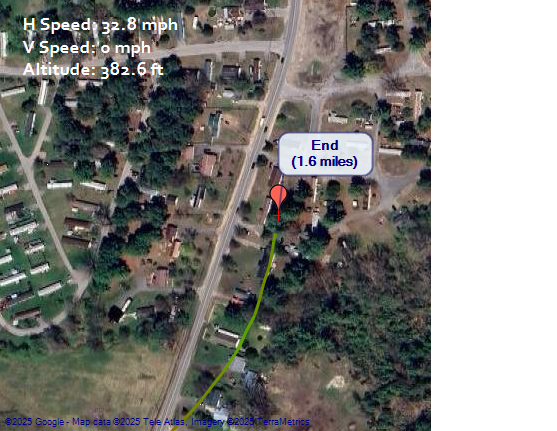 H Speed: 32.8 mph
V Speed: 0 mph
Altitude: 382.6 ft
End
(1.6 miles)
©2025 Google - Map data ©2025 Tele Atlas, Imagery ©2025 TerraMetrics